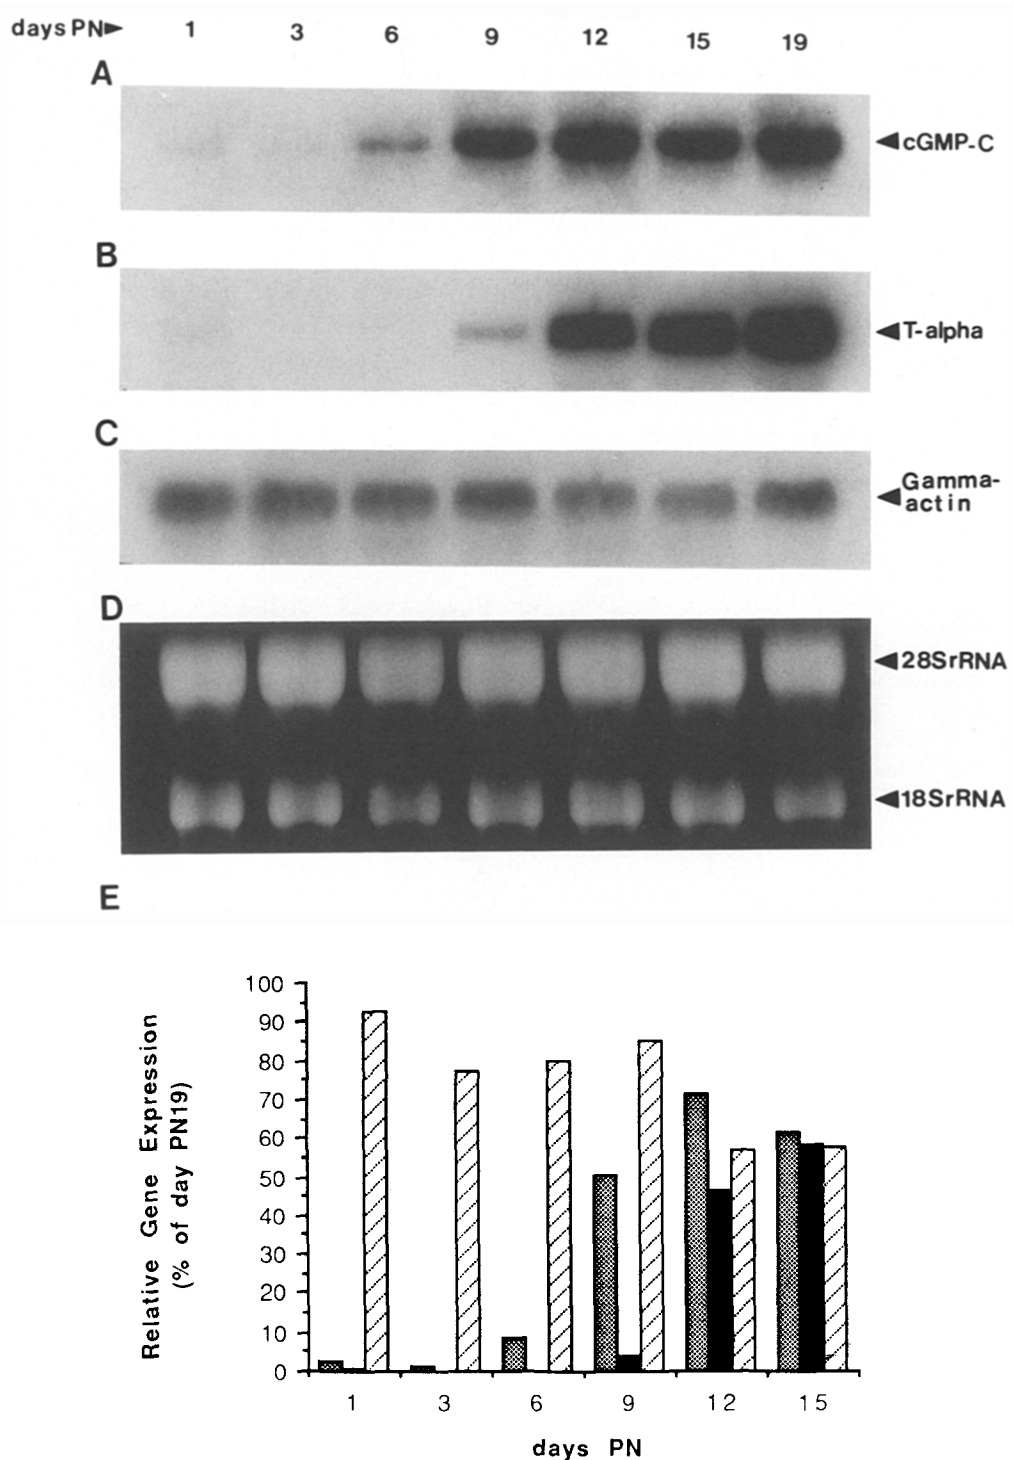 days PN► 1 3 6 9 12 15 19
A
◄cGMP-C
B
◄T-alpha
C
◄Gamma-
actin
D
◄28SrRNA
◄18SrRNA
E
Relative Gene Expression
(% of day PN19)
100
90
80
70
60
50
40
30
20
10
0
1 3 6 9 12 15
days PN